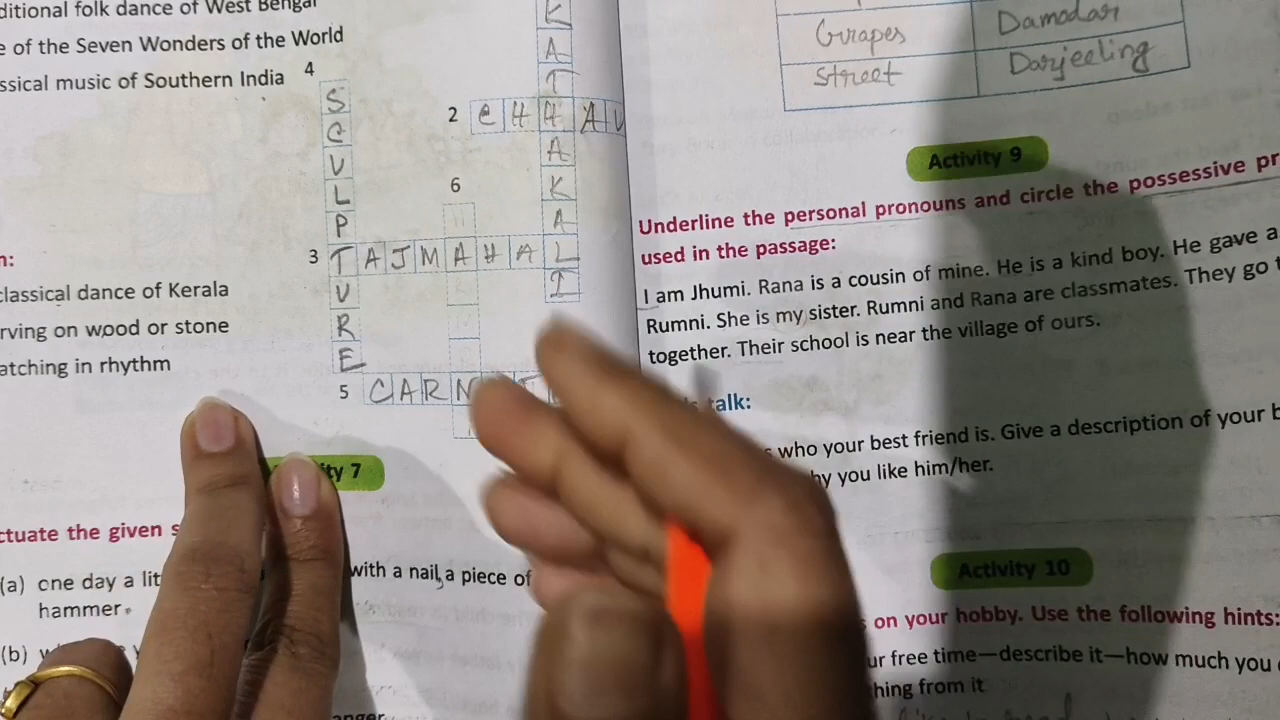 ditional folk dance of West Bengal
e of the Seven Wonders of the World
ssical music of Southern India
4
SCULPTURE
KATHAKALI
2 CHHAU
6
3 TAJMAHAL
n:
classical dance of Kerala
rving on wood or stone
atching in rhythm
5 CARN
ity 7
ctuate the given s
(a) one day a lit with a nail, a piece of
hammer.
(b) w
anger
Grapes Damodar
Street Darjeeling
Activity 9
Underline the personal pronouns and circle the possessive pr
used in the passage:
I am Jhumi. Rana is a cousin of mine. He is a kind boy. He gave a
Rumni. She is my sister. Rumni and Rana are classmates. They go t
together. Their school is near the village of ours.
talk:
s who your best friend is. Give a description of your b
hy you like him/her.
Activity 10
s on your hobby. Use the following hints:
ur free time—describe it—how much you
hing from it